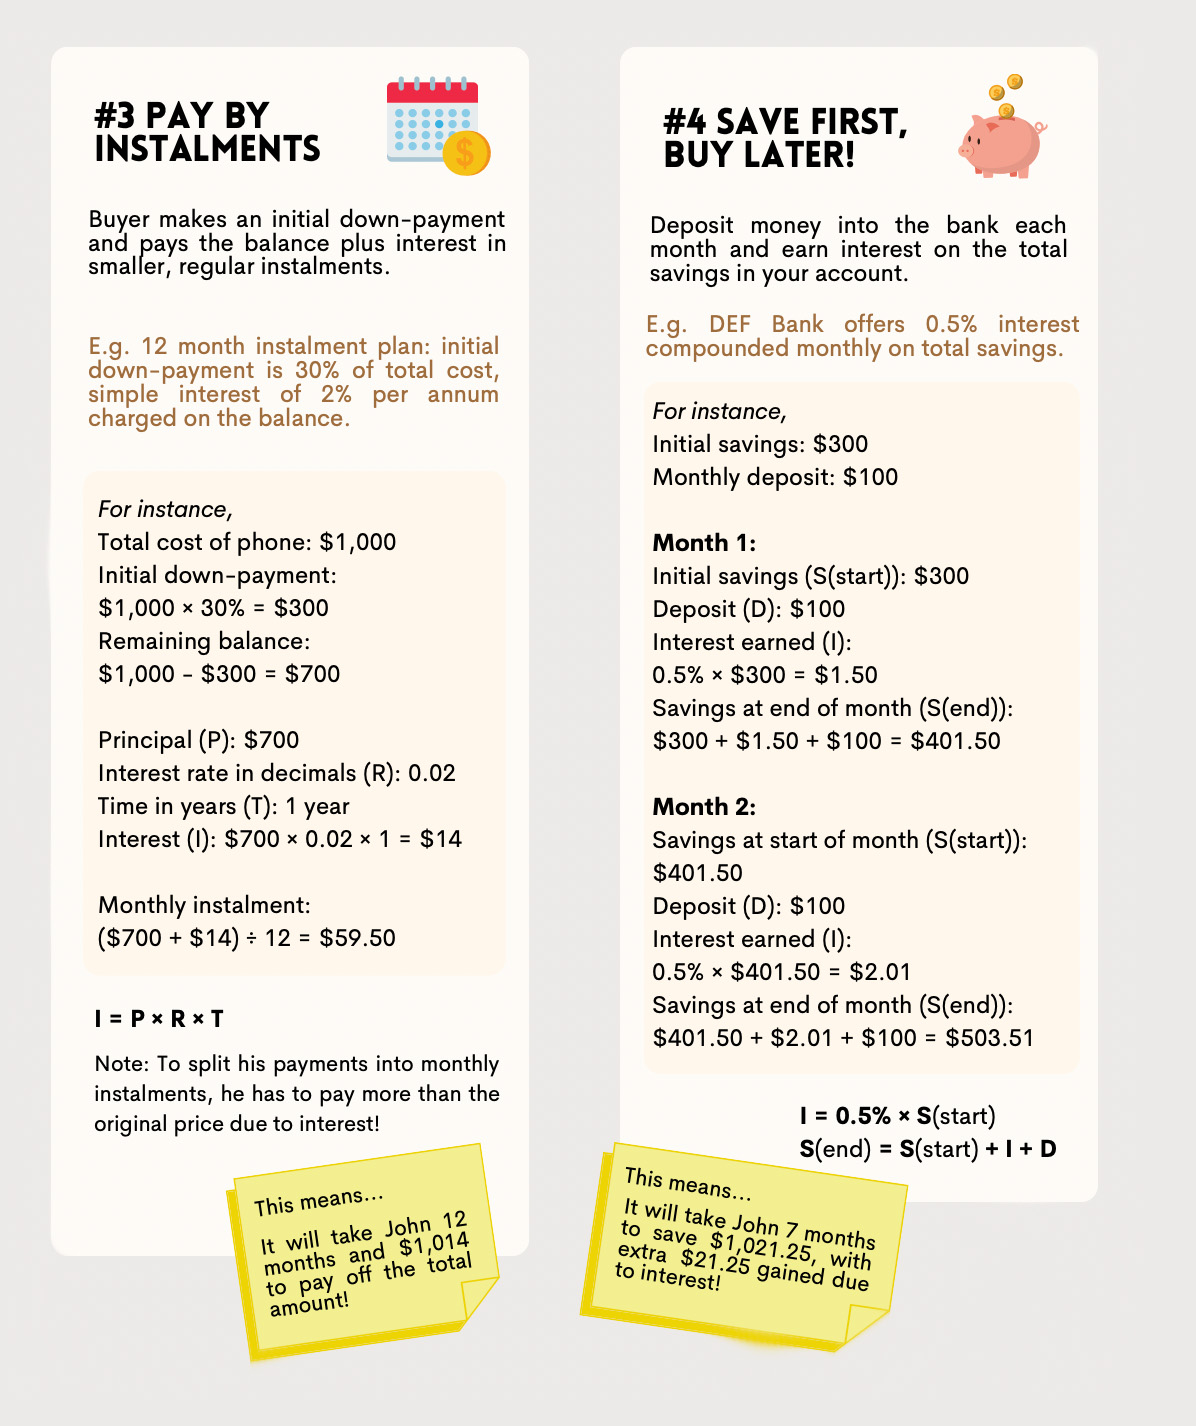 #3 PAY BY
INSTALMENTS
Buyer makes an initial down-payment
and pays the balance plus interest in
smaller, regular instalments.
E.g. 12 month instalment plan: initial
down-payment is 30% of total cost,
simple interest of 2% per annum
charged on the balance.
For instance,
Total cost of phone: $1,000
Initial down-payment:
$1,000 × 30% = $300
Remaining balance:
$1,000 - $300 = $700
Principal (P): $700
Interest rate in decimals (R): 0.02
Time in years (T): 1 year
Interest (I): $700 × 0.02 × 1 = $14
Monthly instalment:
($700 + $14) ÷ 12 = $59.50
I = P × R × T
Note: To split his payments into monthly
instalments, he has to pay more than the
original price due to interest!
This means...
It will take John 12
months and $1,014
to pay off the total
amount!
#4 SAVE FIRST,
BUY LATER!
Deposit money into the bank each
month and earn interest on the total
savings in your account.
E.g. DEF Bank offers 0.5% interest
compounded monthly on total savings.
For instance,
Initial savings: $300
Monthly deposit: $100
Month 1:
Initial savings (S(start)): $300
Deposit (D): $100
Interest earned (I):
0.5% × $300 = $1.50
Savings at end of month (S(end)):
$300 + $1.50 + $100 = $401.50
Month 2:
Savings at start of month (S(start)):
$401.50
Deposit (D): $100
Interest earned (I):
0.5% × $401.50 = $2.01
Savings at end of month (S(end)):
$401.50 + $2.01 + $100 = $503.51
I = 0.5% × S(start)
S(end) = S(start) + I + D
This means...
It will take John 7 months
to save $1,021.25, with
extra $21.25 gained due
to interest!